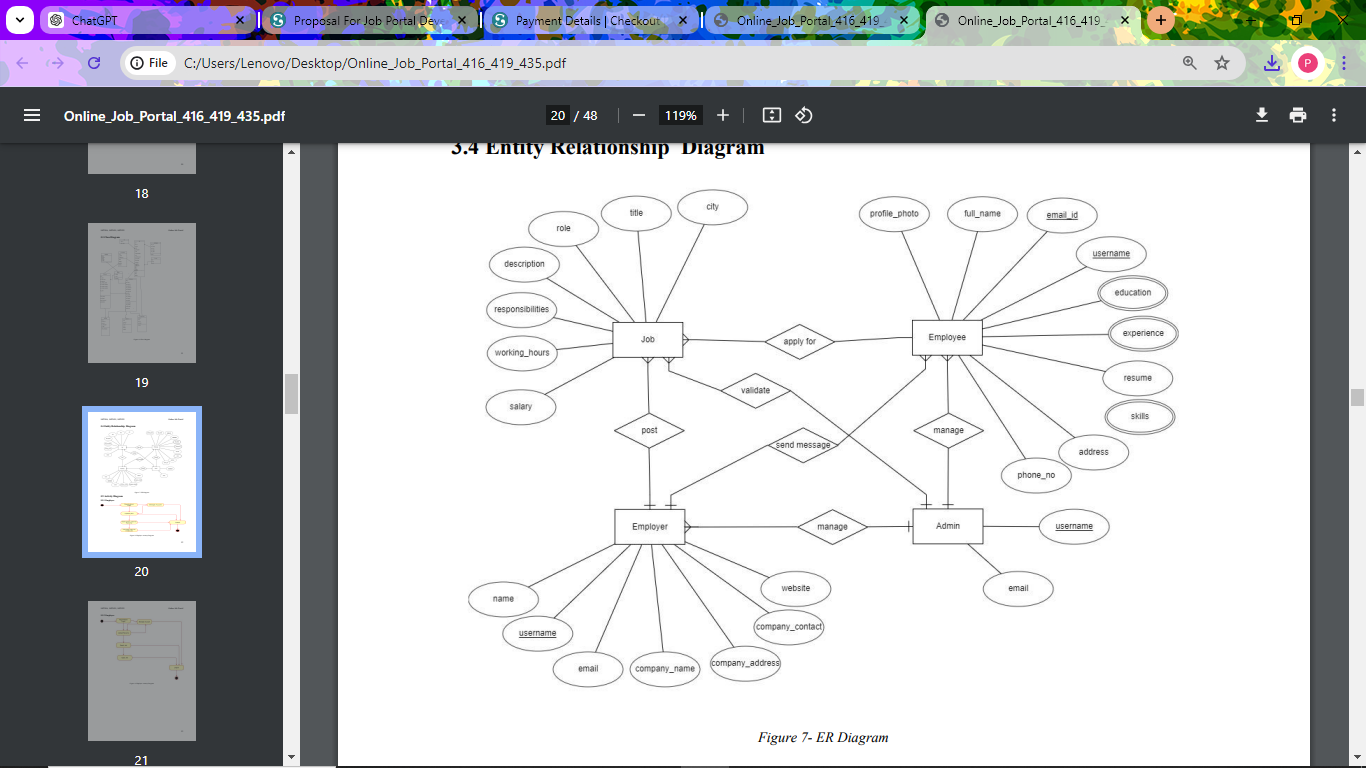 ChatGPT
Proposal For Job Portal Deve
Payment Details | Checkout
Online_Job_Portal_416_419_
Online_Job_Portal_416_419_
File
C:/Users/Lenovo/Desktop/Online_Job_Portal_416_419_435.pdf
P
Online_Job_Portal_416_419_435.pdf
20 / 48
119%
18
19
20
21
3.4 Entity Relationship Diagram
city
title
role
description
responsibilities
working_hours
salary
Job
profile_photo
full_name
email_id
username
education
experience
resume
skills
address
phone_no
Employee
apply for
validate
post
send message
manage
Employer
manage
Admin
username
email
name
username
email
company_name
company_address
company_contact
website
Figure 7- ER Diagram